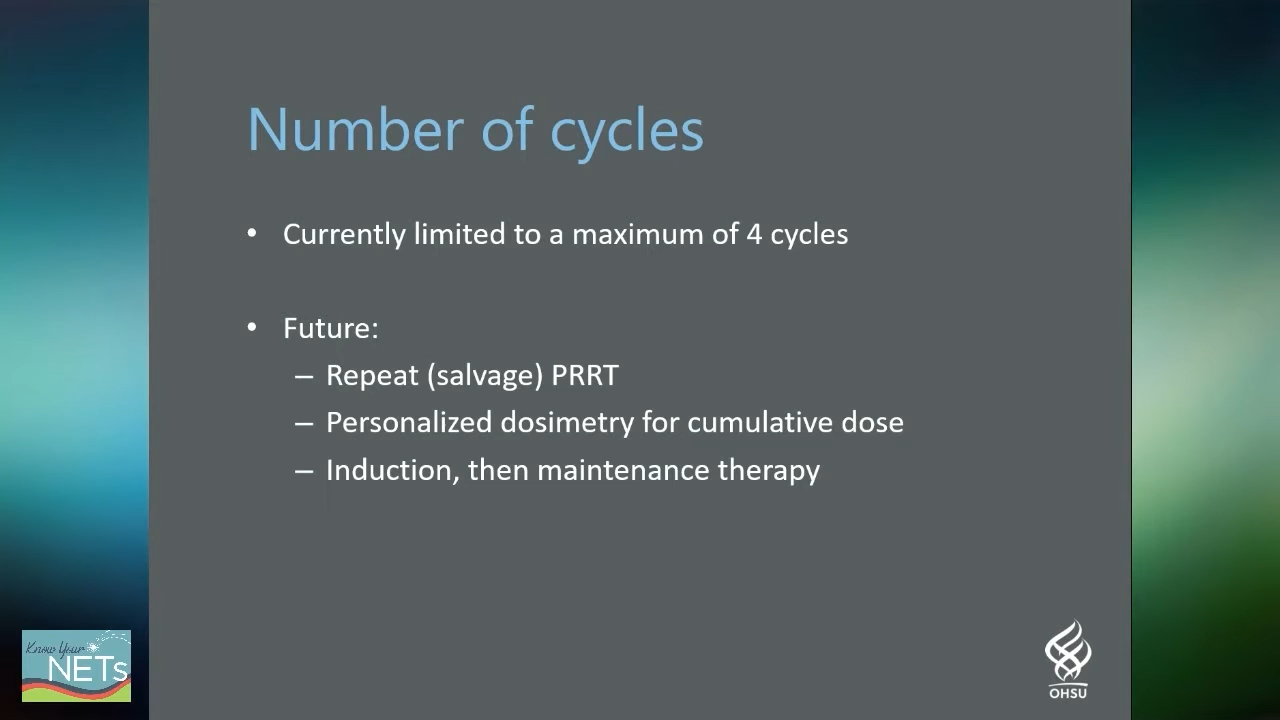 Number of cycles
• Currently limited to a maximum of 4 cycles
• Future:
– Repeat (salvage) PRRT
– Personalized dosimetry for cumulative dose
– Induction, then maintenance therapy
Know Your
NETs
OHSU